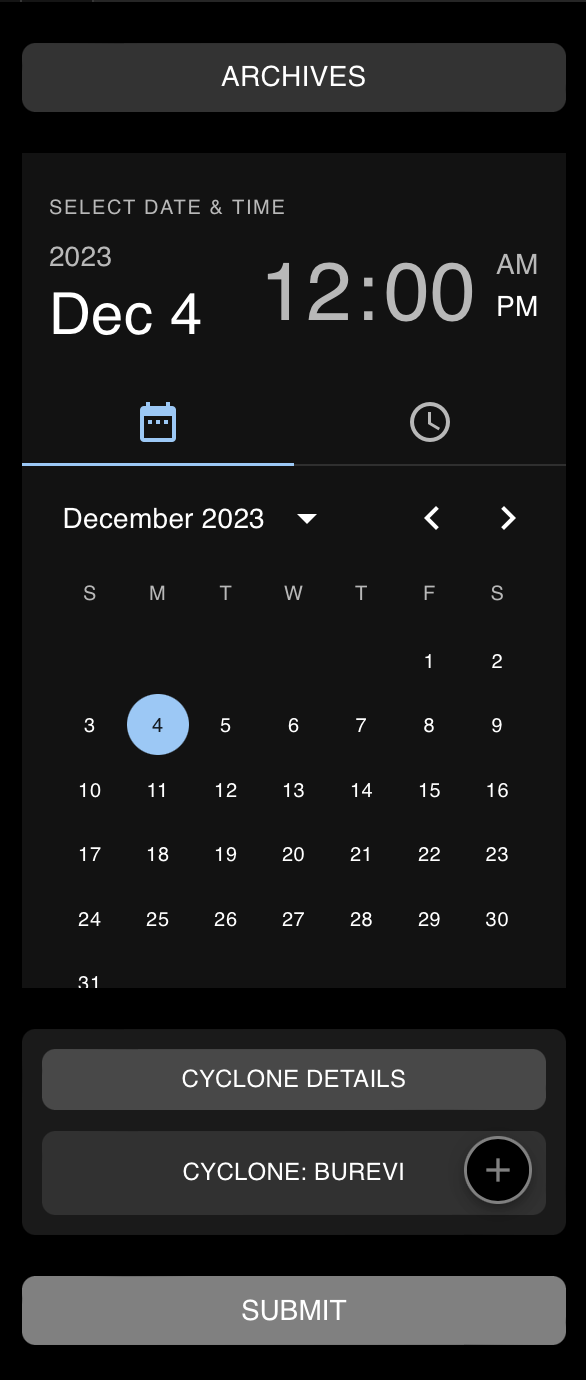 ARCHIVES
SELECT DATE & TIME
2023
Dec 4
12:00
AM
PM
December 2023
S M T W T F S
1 2
3 4 5 6 7 8 9
10 11 12 13 14 15 16
17 18 19 20 21 22 23
24 25 26 27 28 29 30
31
CYCLONE DETAILS
CYCLONE: BUREVI
SUBMIT